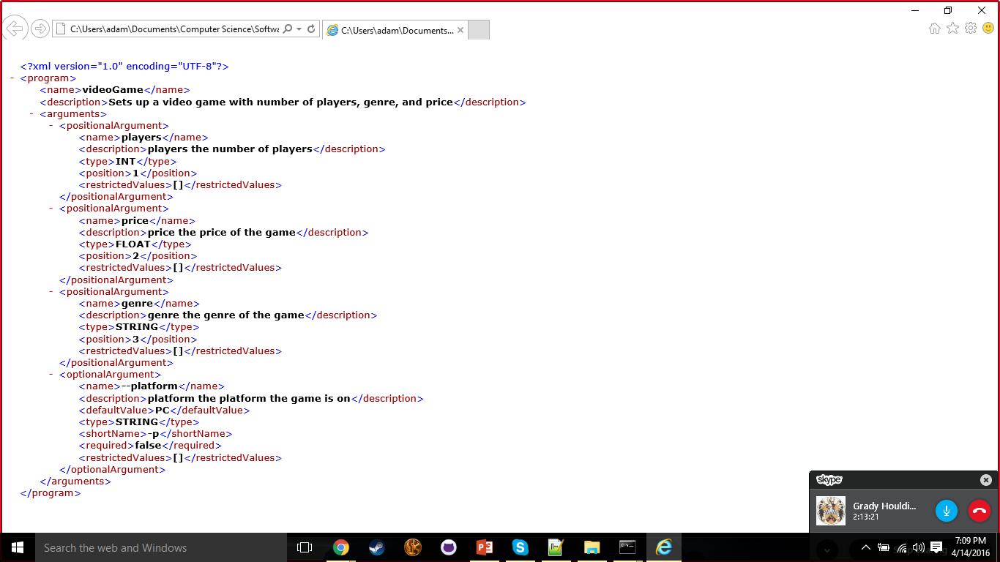 C:\Users\adam\Documents\Computer Science\Softwa
C:\Users\adam\Documents...
<?xml version="1.0" encoding="UTF-8"?>
- <program>
<name>videoGame</name>
<description>Sets up a video game with number of players, genre, and price</description>
- <arguments>
- <positionalArgument>
<name>players</name>
<description>players the number of players</description>
<type>INT</type>
<position>1</position>
<restrictedValues>[]</restrictedValues>
</positionalArgument>
- <positionalArgument>
<name>price</name>
<description>price the price of the game</description>
<type>FLOAT</type>
<position>2</position>
<restrictedValues>[]</restrictedValues>
</positionalArgument>
- <positionalArgument>
<name>genre</name>
<description>genre the genre of the game</description>
<type>STRING</type>
<position>3</position>
<restrictedValues>[]</restrictedValues>
</positionalArgument>
- <optionalArgument>
<name>--platform</name>
<description>platform the platform the game is on</description>
<defaultValue>PC</defaultValue>
<type>STRING</type>
<shortName>-p</shortName>
<required>false</required>
<restrictedValues>[]</restrictedValues>
</optionalArgument>
</arguments>
</program>
skype
Grady Houldi...
2:13:21
Search the web and Windows
7:09 PM
4/14/2016